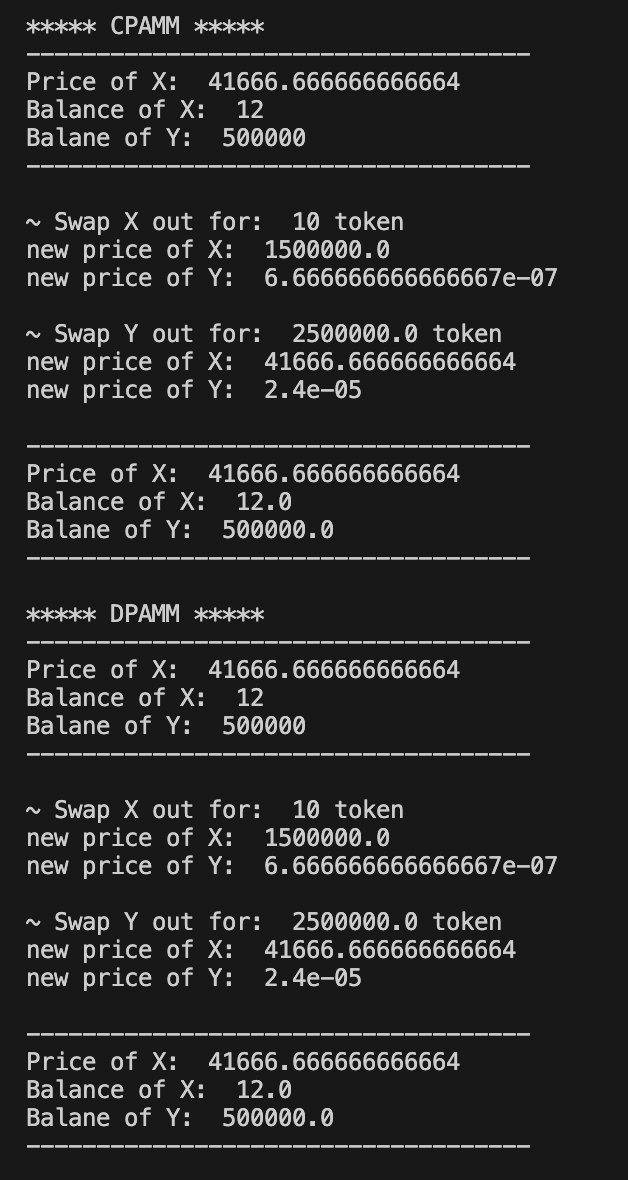 ***** CPAMM *****
------------------------------------
Price of X:  41666.666666666664
Balance of X:  12
Balane of Y:  500000
------------------------------------
~ Swap X out for:  10 token
new price of X:  1500000.0
new price of Y:  6.666666666666667e-07
~ Swap Y out for:  2500000.0 token
new price of X:  41666.666666666664
new price of Y:  2.4e-05
------------------------------------
Price of X:  41666.666666666664
Balance of X:  12.0
Balane of Y:  500000.0
------------------------------------
***** DPAMM *****
------------------------------------
Price of X:  41666.666666666664
Balance of X:  12
Balane of Y:  500000
------------------------------------
~ Swap X out for:  10 token
new price of X:  1500000.0
new price of Y:  6.666666666666667e-07
~ Swap Y out for:  2500000.0 token
new price of X:  41666.666666666664
new price of Y:  2.4e-05
------------------------------------
Price of X:  41666.666666666664
Balance of X:  12.0
Balane of Y:  500000.0
------------------------------------